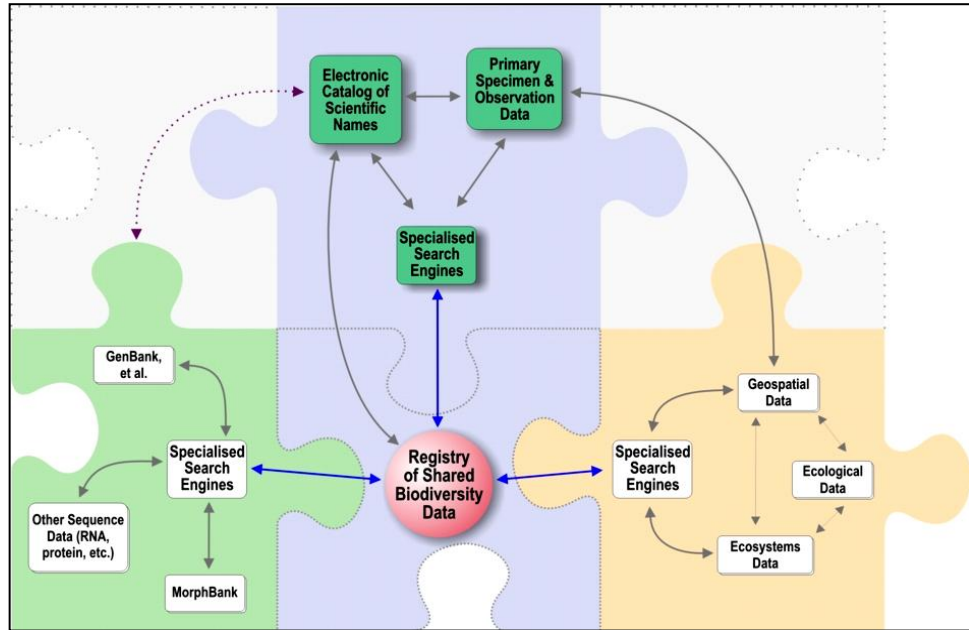 Electronic
Catalog of
Scientific
Names
Primary
Specimen &
Observation
Data
Specialised
Search
Engines
GenBank,
et al.
Specialised
Search
Engines
Other Sequence
Data (RNA,
protein, etc.)
MorphBank
Registry
of Shared
Biodiversity
Data
Specialised
Search
Engines
Geospatial
Data
Ecological
Data
Ecosystems
Data